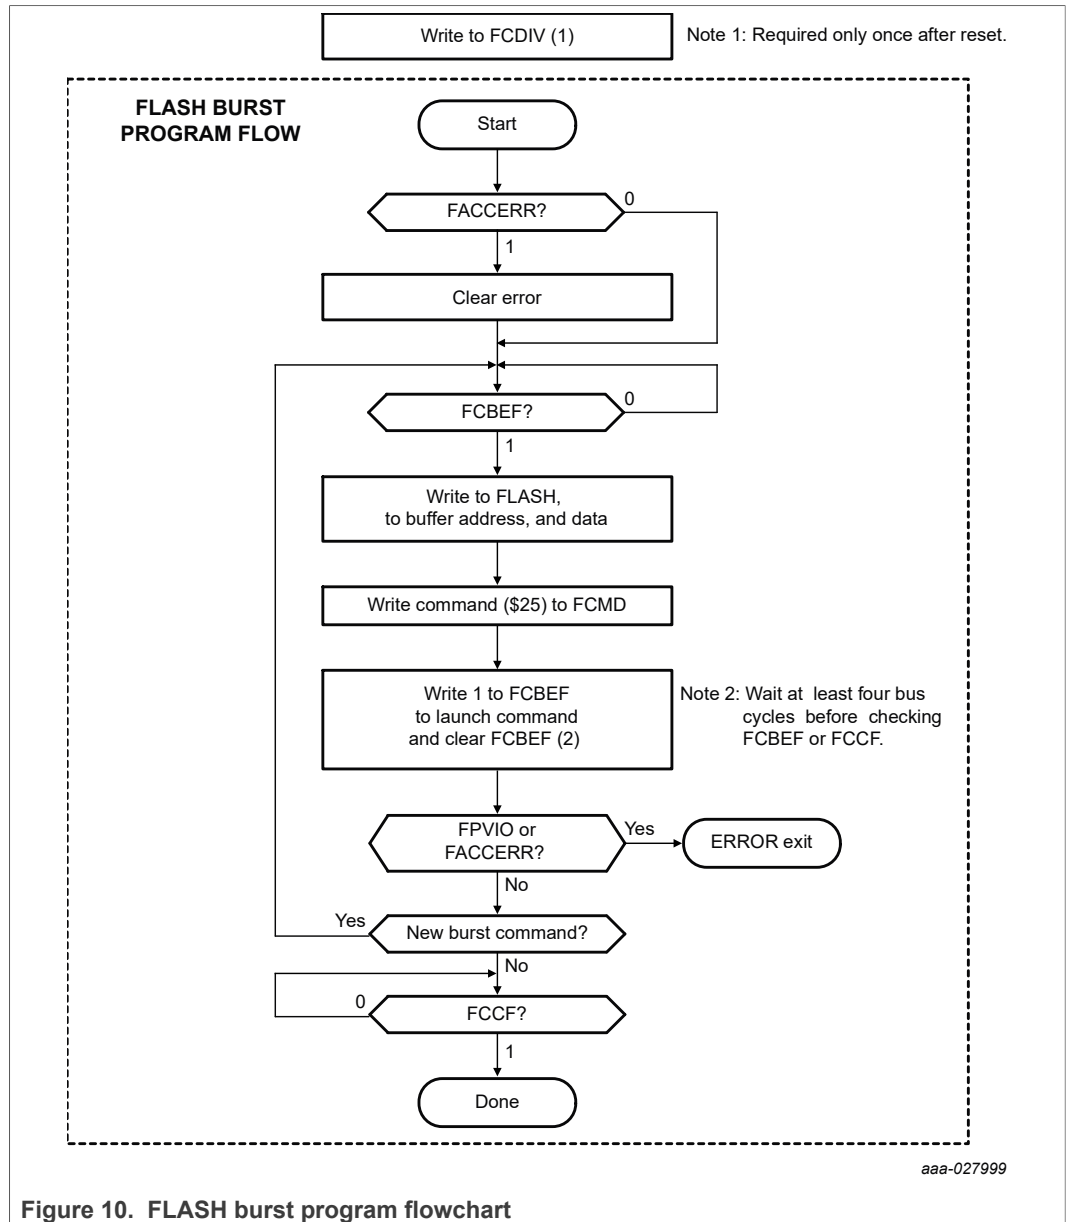 Write to FCDIV (1)
Note 1: Required only once after reset.
FLASH BURST
PROGRAM FLOW
Start
FACCERR?
0
1
Clear error
FCBEF?
0
1
Write to FLASH,
to buffer address, and data
Write command ($25) to FCMD
Write 1 to FCBEF
to launch command
and clear FCBEF (2)
Note 2: Wait at least four bus
cycles before checking
FCBEF or FCCF.
FPVIO or
FACCERR?
Yes
ERROR exit
No
Yes
New burst command?
No
0
FCCF?
1
Done
aaa-027999
Figure 10. FLASH burst program flowchart